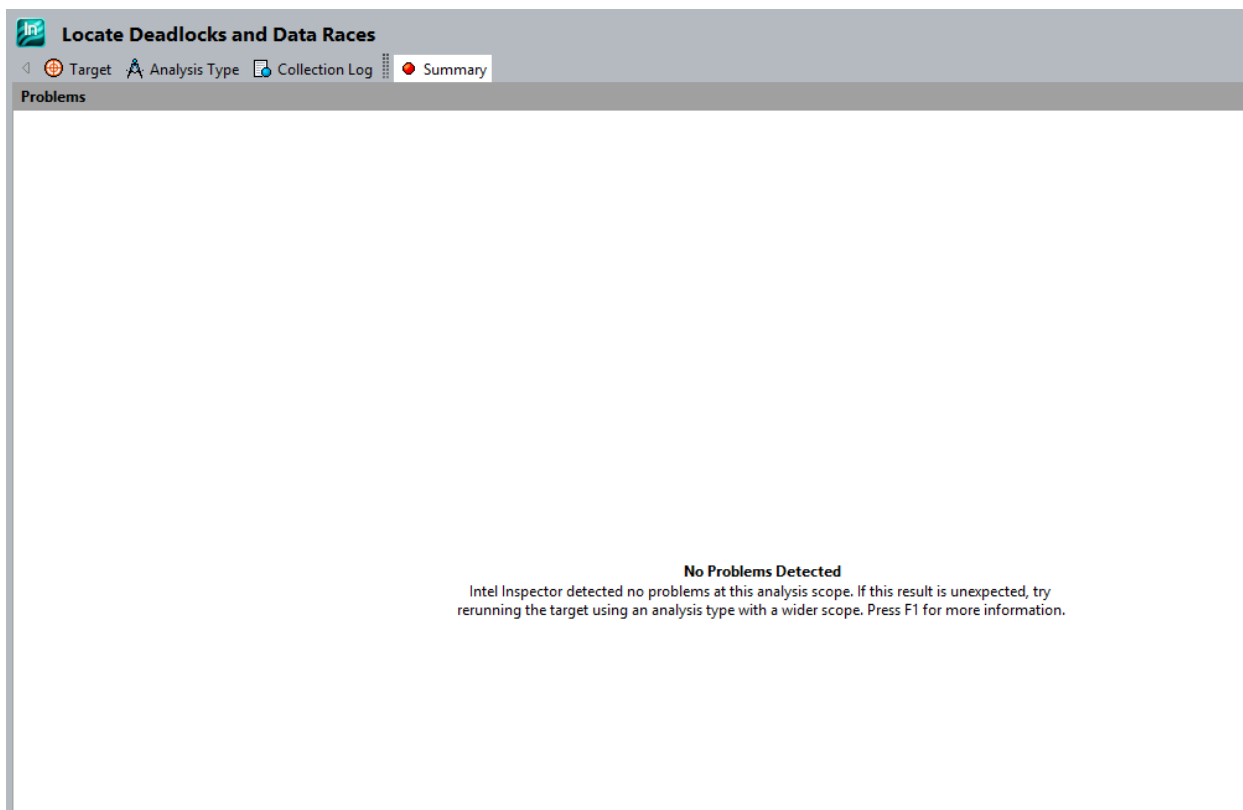 In
Locate Deadlocks and Data Races
Target Analysis Type Collection Log Summary
Problems
No Problems Detected
Intel Inspector detected no problems at this analysis scope. If this result is unexpected, try
rerunning the target using an analysis type with a wider scope. Press F1 for more information.